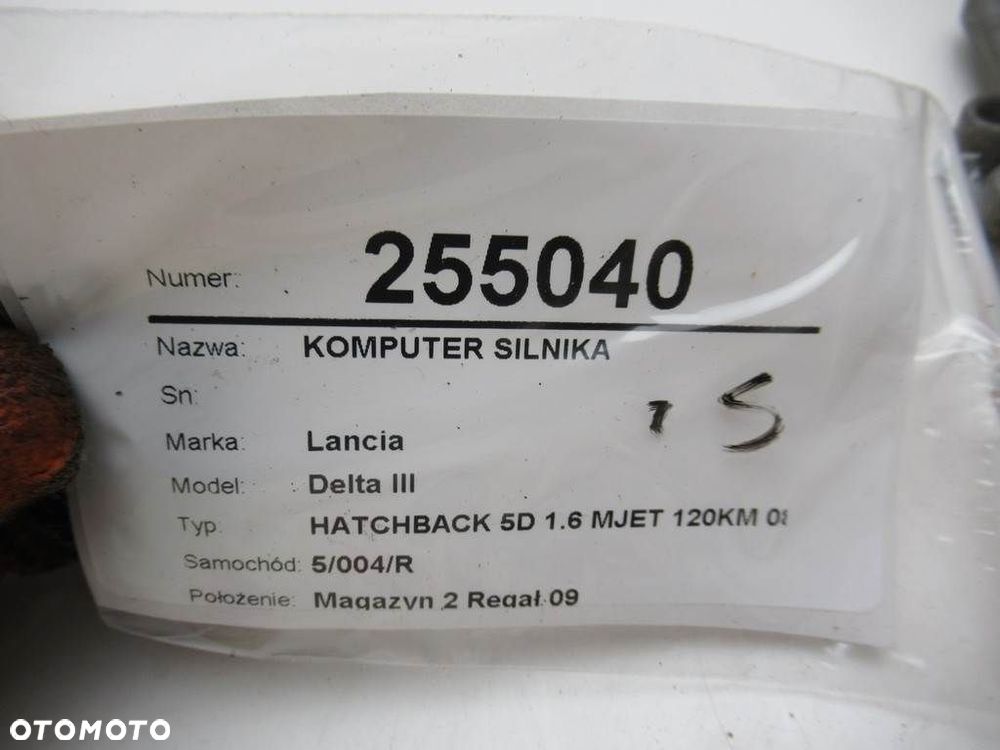 Numer: 255040
Nazwa: KOMPUTER SILNIKA
Sn:
Marka: Lancia
Model: Delta III
Typ: HATCHBACK 5D 1.6 MJET 120KM 08
Samochód: 5/004/R
Położenie: Magazyn 2 Regał 09
OTOMOTO